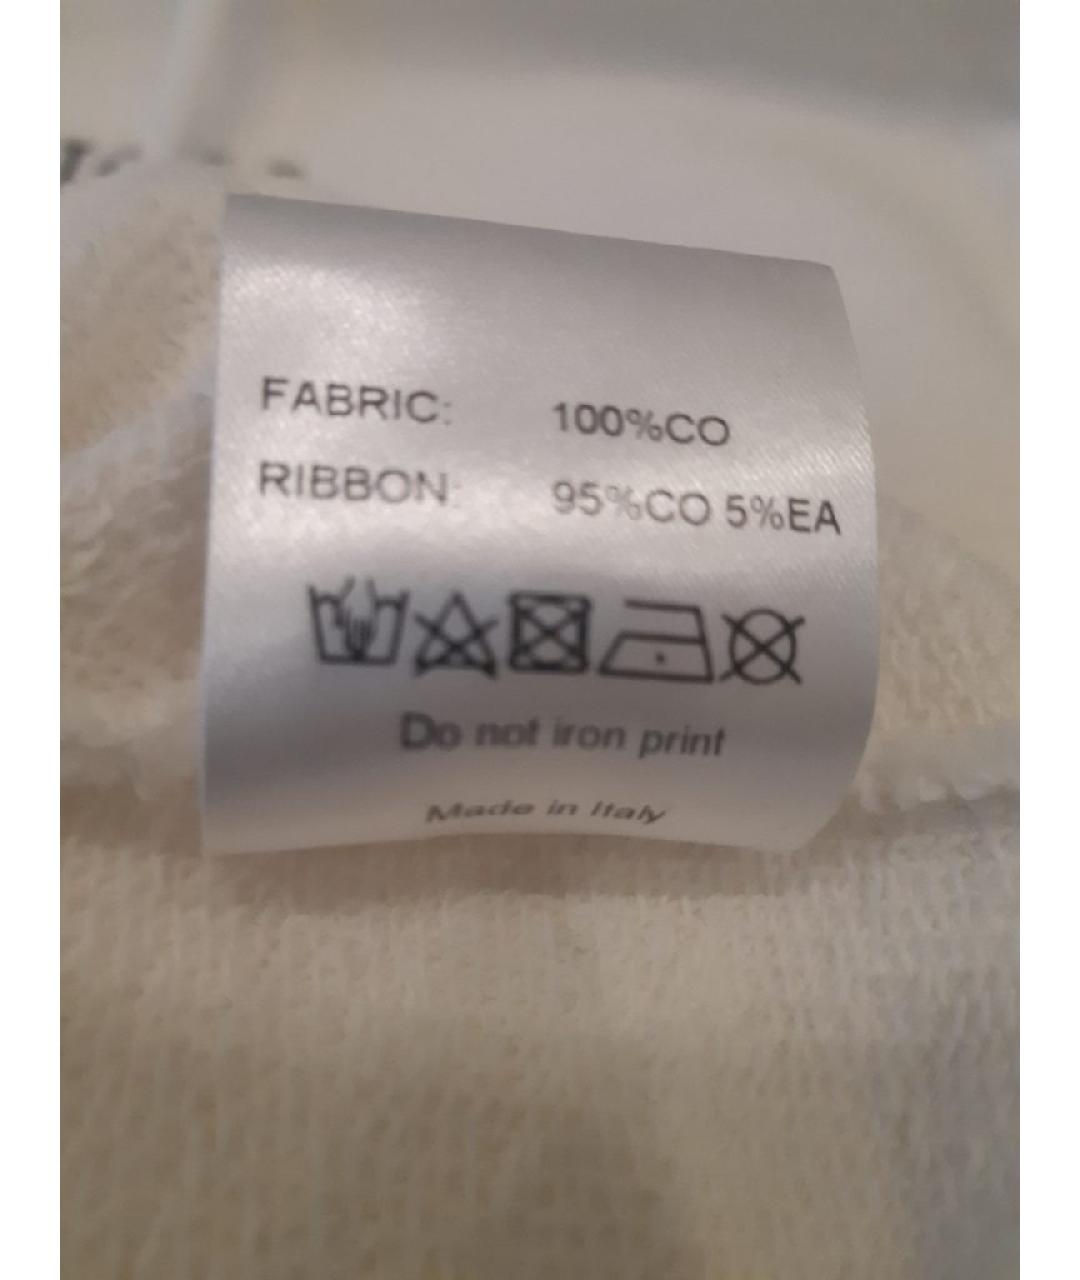 FABRIC: 100%CO
RIBBON: 95%CO 5%EA
Do not iron print
Made in Italy